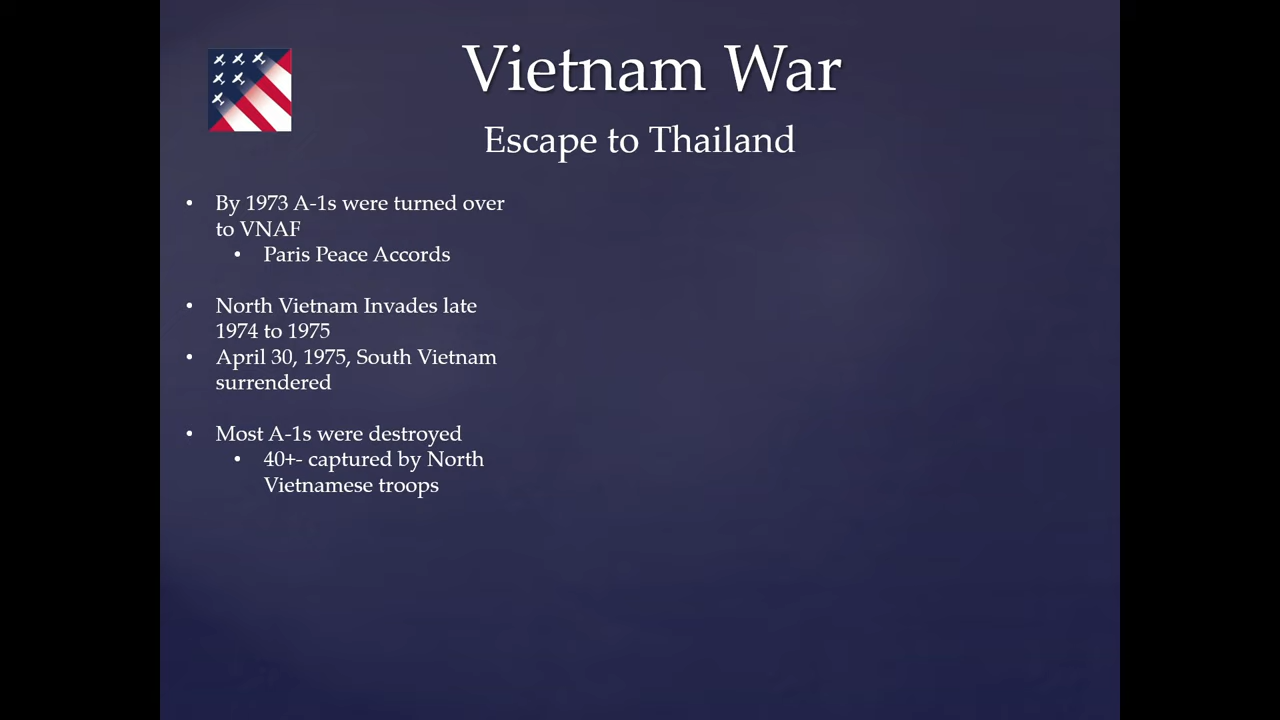 Vietnam War
Escape to Thailand
• By 1973 A-1s were turned over
to VNAF
• Paris Peace Accords
• North Vietnam Invades late
1974 to 1975
• April 30, 1975, South Vietnam
surrendered
• Most A-1s were destroyed
• 40+- captured by North
Vietnamese troops